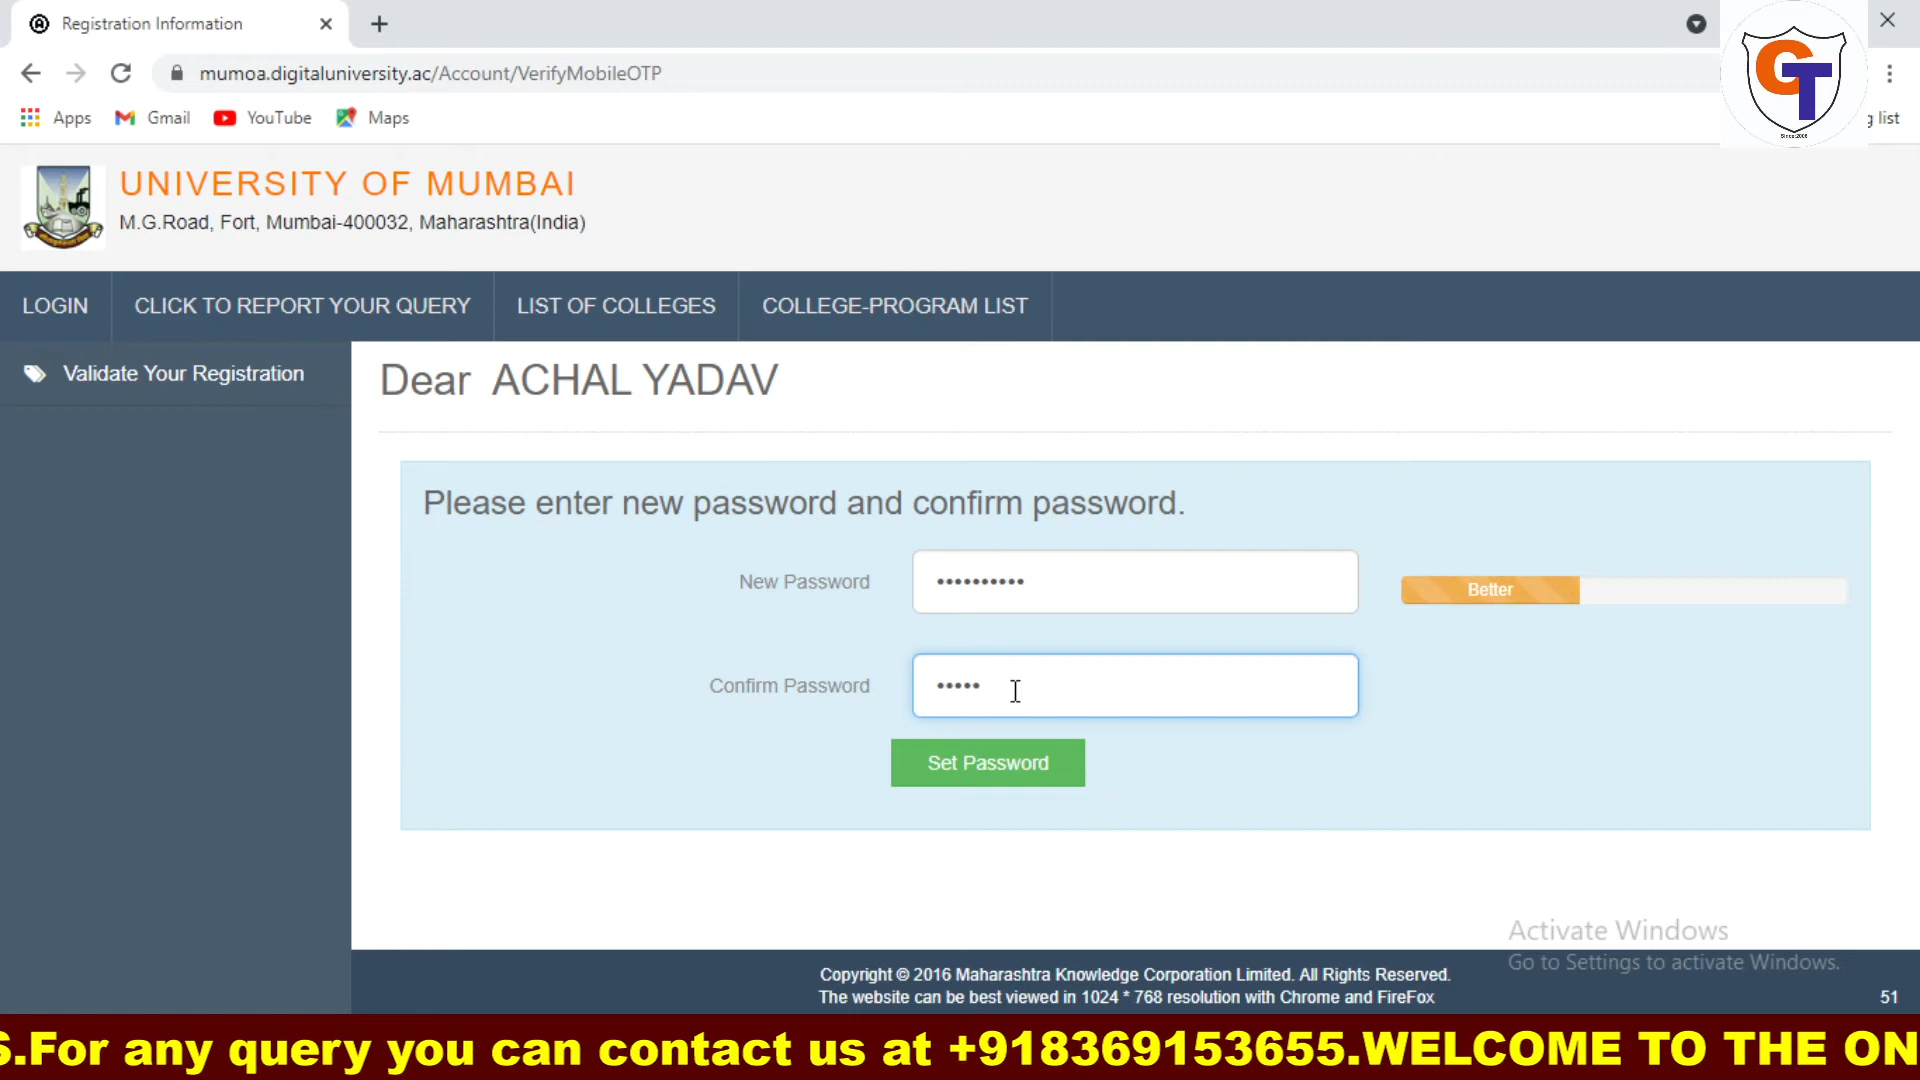 Registration Information
mumoa.digitaluniversity.ac/Account/VerifyMobileOTP
Apps Gmail YouTube Maps
g list
GT
Since:2006
UNIVERSITY OF MUMBAI
M.G.Road, Fort, Mumbai-400032, Maharashtra(India)
LOGIN CLICK TO REPORT YOUR QUERY LIST OF COLLEGES COLLEGE-PROGRAM LIST
Validate Your Registration
Dear ACHAL YADAV
Please enter new password and confirm password.
New Password •••••••••• Better
Confirm Password •••••
Set Password
Activate Windows
Go to Settings to activate Windows.
Copyright © 2016 Maharashtra Knowledge Corporation Limited. All Rights Reserved.
The website can be best viewed in 1024 * 768 resolution with Chrome and FireFox
51
S.For any query you can contact us at +918369153655.WELCOME TO THE ON